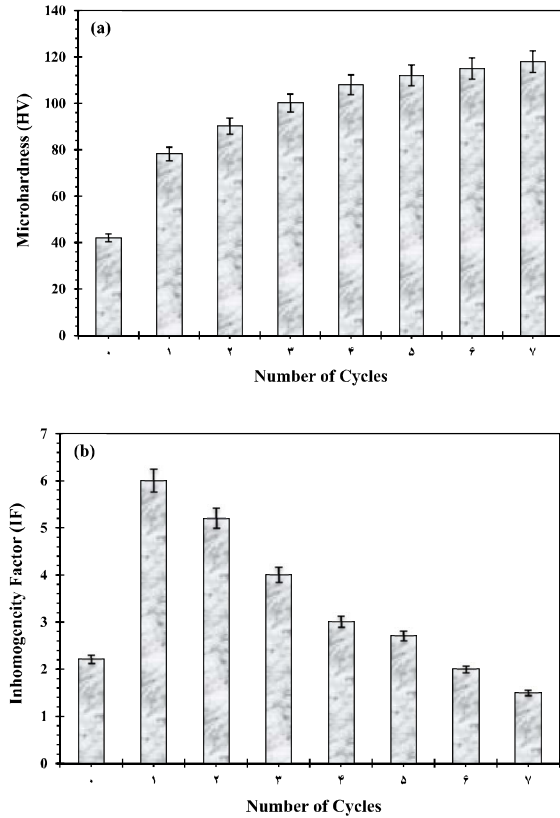 (a)
Microhardness (HV)
140
120
100
80
60
40
20
0
۰ ۱ ۲ ۳ ۴ ۵ ۶ ۷
Number of Cycles
(b)
Inhomogeneity Factor (IF)
7
6
5
4
3
2
1
0
۰ ۱ ۲ ۳ ۴ ۵ ۶ ۷
Number of Cycles